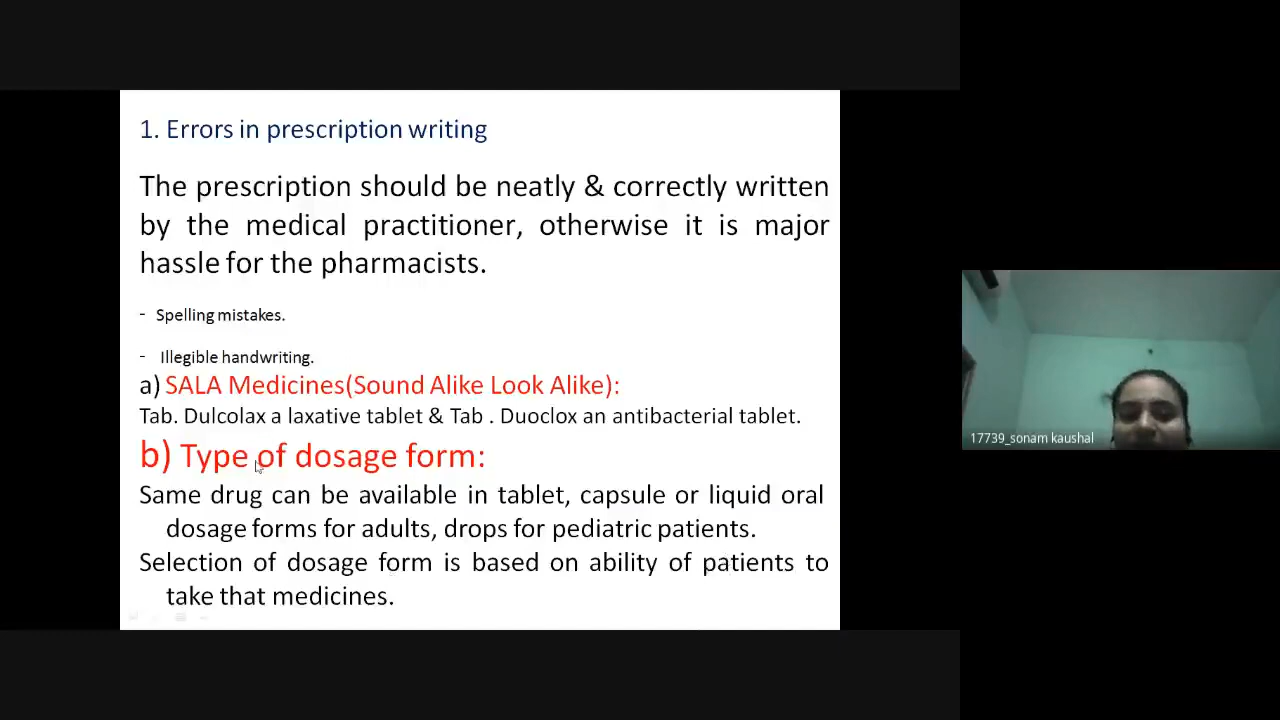 1. Errors in prescription writing
The prescription should be neatly & correctly written
by the medical practitioner, otherwise it is major
hassle for the pharmacists.
- Spelling mistakes.
- Illegible handwriting.
a) SALA Medicines(Sound Alike Look Alike):
Tab. Dulcolax a laxative tablet & Tab . Duoclox an antibacterial tablet.
b) Type of dosage form:
Same drug can be available in tablet, capsule or liquid oral
dosage forms for adults, drops for pediatric patients.
Selection of dosage form is based on ability of patients to
take that medicines.
17739_sonam kaushal